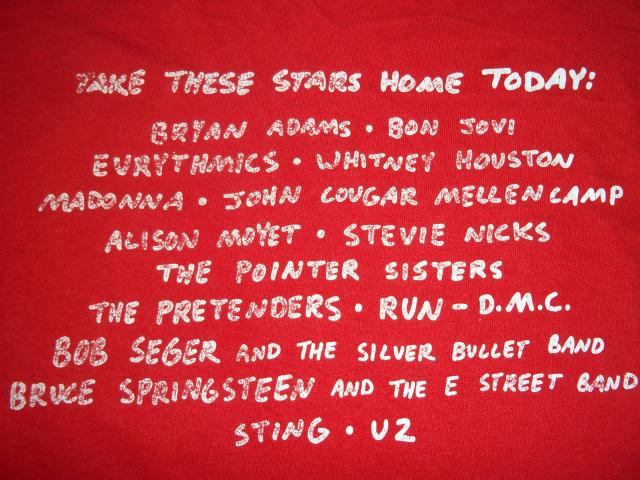 TAKE THESE STARS HOME TODAY:
BRYAN ADAMS • BON JOVI
EURYTHMICS • WHITNEY HOUSTON
MADONNA • JOHN COUGAR MELLENCAMP
ALISON MOYET • STEVIE NICKS
THE POINTER SISTERS
THE PRETENDERS • RUN-D.M.C.
BOB SEGER AND THE SILVER BULLET BAND
BRUCE SPRINGSTEEN AND THE E STREET BAND
STING • U2